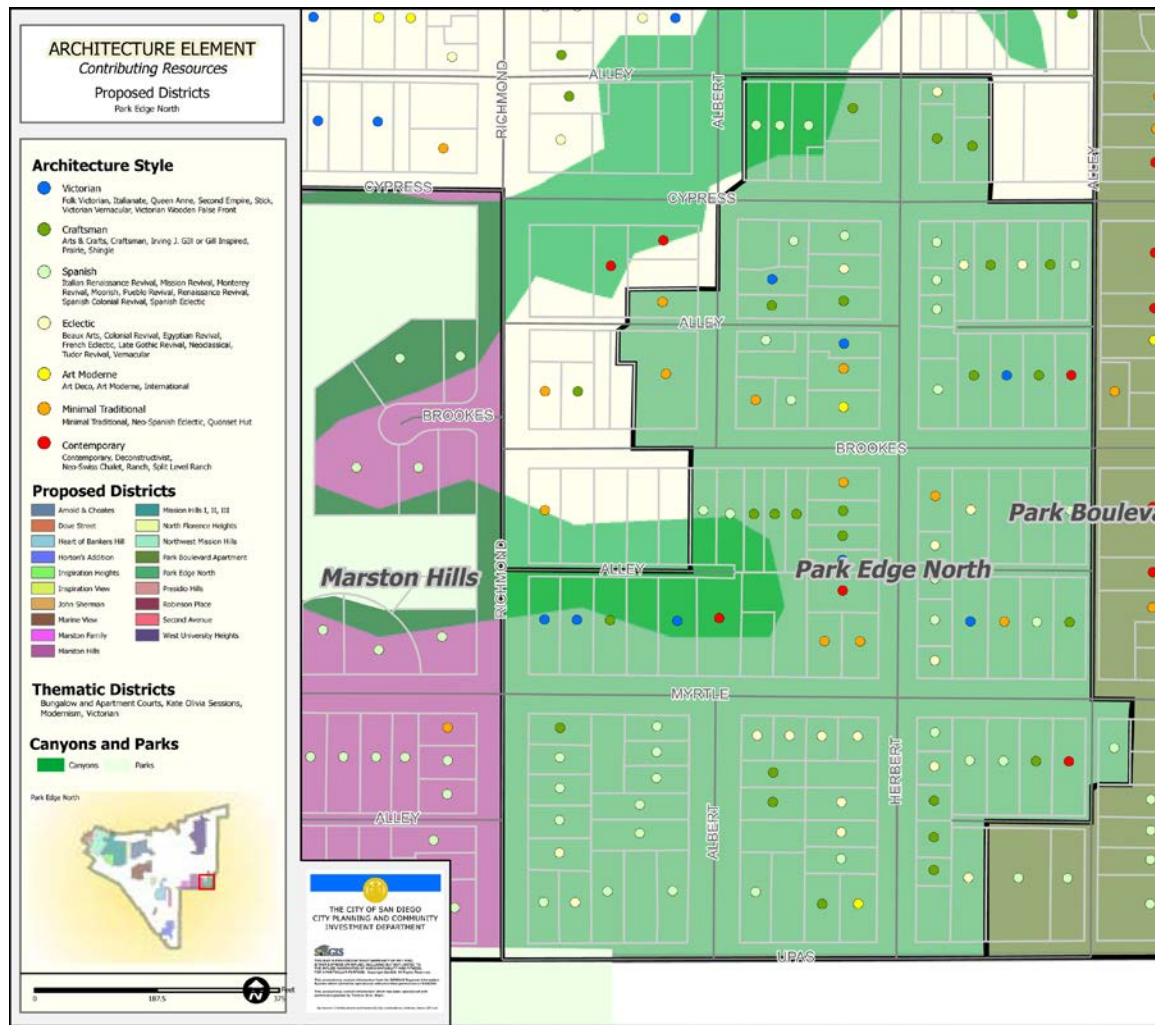 ARCHITECTURE ELEMENT
Contributing Resources
Proposed Districts
Park Edge North
Architecture Style
Victorian
Folk Victorian, Italianate, Queen Anne, Second Empire, Stick,
Victorian Vernacular, Victorian Wooden False Front
Craftsman
Arts & Crafts, Craftsman, Irving J. Gill or Gill Inspired,
Prairie, Shingle
Spanish
Italian Renaissance Revival, Mission Revival, Monterey
Revival, Moorish, Pueblo Revival, Renaissance Revival,
Spanish Colonial Revival, Spanish Eclectic
Eclectic
Beaux Arts, Colonial Revival, Egyptian Revival,
French Eclectic, Late Gothic Revival, Neoclassical,
Tudor Revival, Vernacular
Art Moderne
Art Deco, Art Moderne, International
Minimal Traditional
Minimal Traditional, Neo-Spanish Eclectic, Quonset Hut
Contemporary
Contemporary, Deconstructivist,
Neo-Swiss Chalet, Ranch, Split Level Ranch
Proposed Districts
Arnold & Choates
Dove Street
Heart of Bankers Hill
Horton's Addition
Inspiration Heights
Inspiration View
John Sherman
Marine View
Marston Family
Marston Hills
Mission Hills I, II, III
North Florence Heights
Northwest Mission Hills
Park Boulevard Apartment
Park Edge North
Presidio Hills
Robinson Place
Second Avenue
West University Heights
Thematic Districts
Bungalow and Apartment Courts, Kate Olivia Sessions,
Modernism, Victorian
Canyons and Parks
Canyons
Parks
Park Edge North
N
Feet
0
187.5
375
THE CITY OF SAN DIEGO
CITY PLANNING AND COMMUNITY
INVESTMENT DEPARTMENT
SanGIS
RICHMOND
ALLEY
ALBERT
CYPRESS
CYPRESS
ALLEY
ALLEY
BROOKES
BROOKES
Park Bouleva
RICHMOND
Marston Hills
ALLEY
Park Edge North
MYRTLE
HERBERT
ALBERT
ALLEY
UPAS